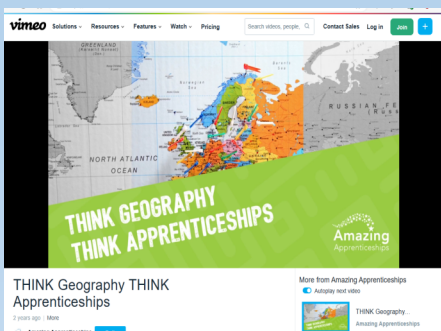 vimeo Solutions Resources Features Watch Pricing Search videos, people, Contact Sales Log in Join +
GREENLAND
NORTH ATLANTIC
OCEAN
RUSSIAN FE
THINK GEOGRAPHY
THINK APPRENTICESHIPS
Amazing
Apprenticeships
THINK Geography THINK
Apprenticeships
2 years ago | More
More from Amazing Apprenticeships
Autoplay next video
THINK Geography...
Amazing Apprenticeships